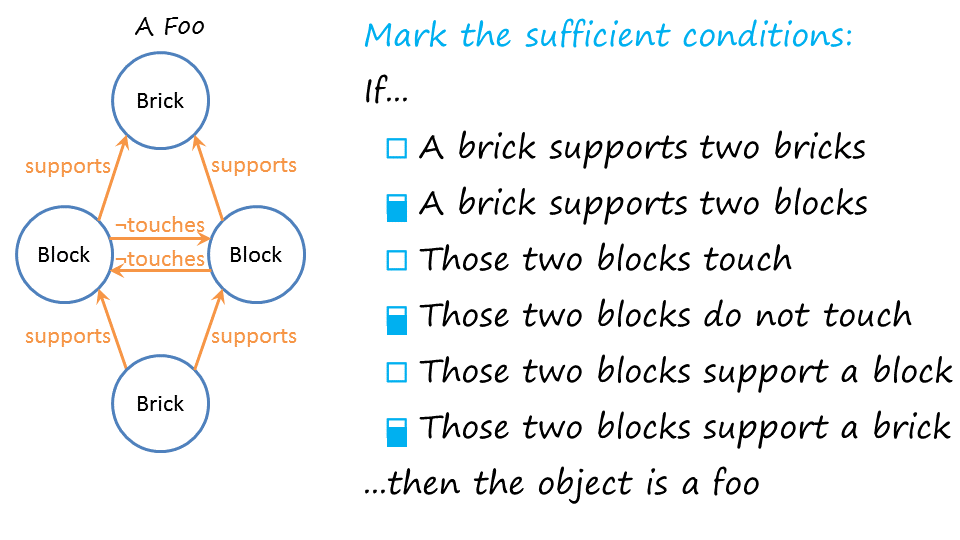 A Foo
Brick
supports
supports
¬touches
Block
Block
¬touches
supports
supports
Brick
Mark the sufficient conditions:
If...
A brick supports two bricks
A brick supports two blocks
Those two blocks touch
Those two blocks do not touch
Those two blocks support a block
Those two blocks support a brick
...then the object is a foo